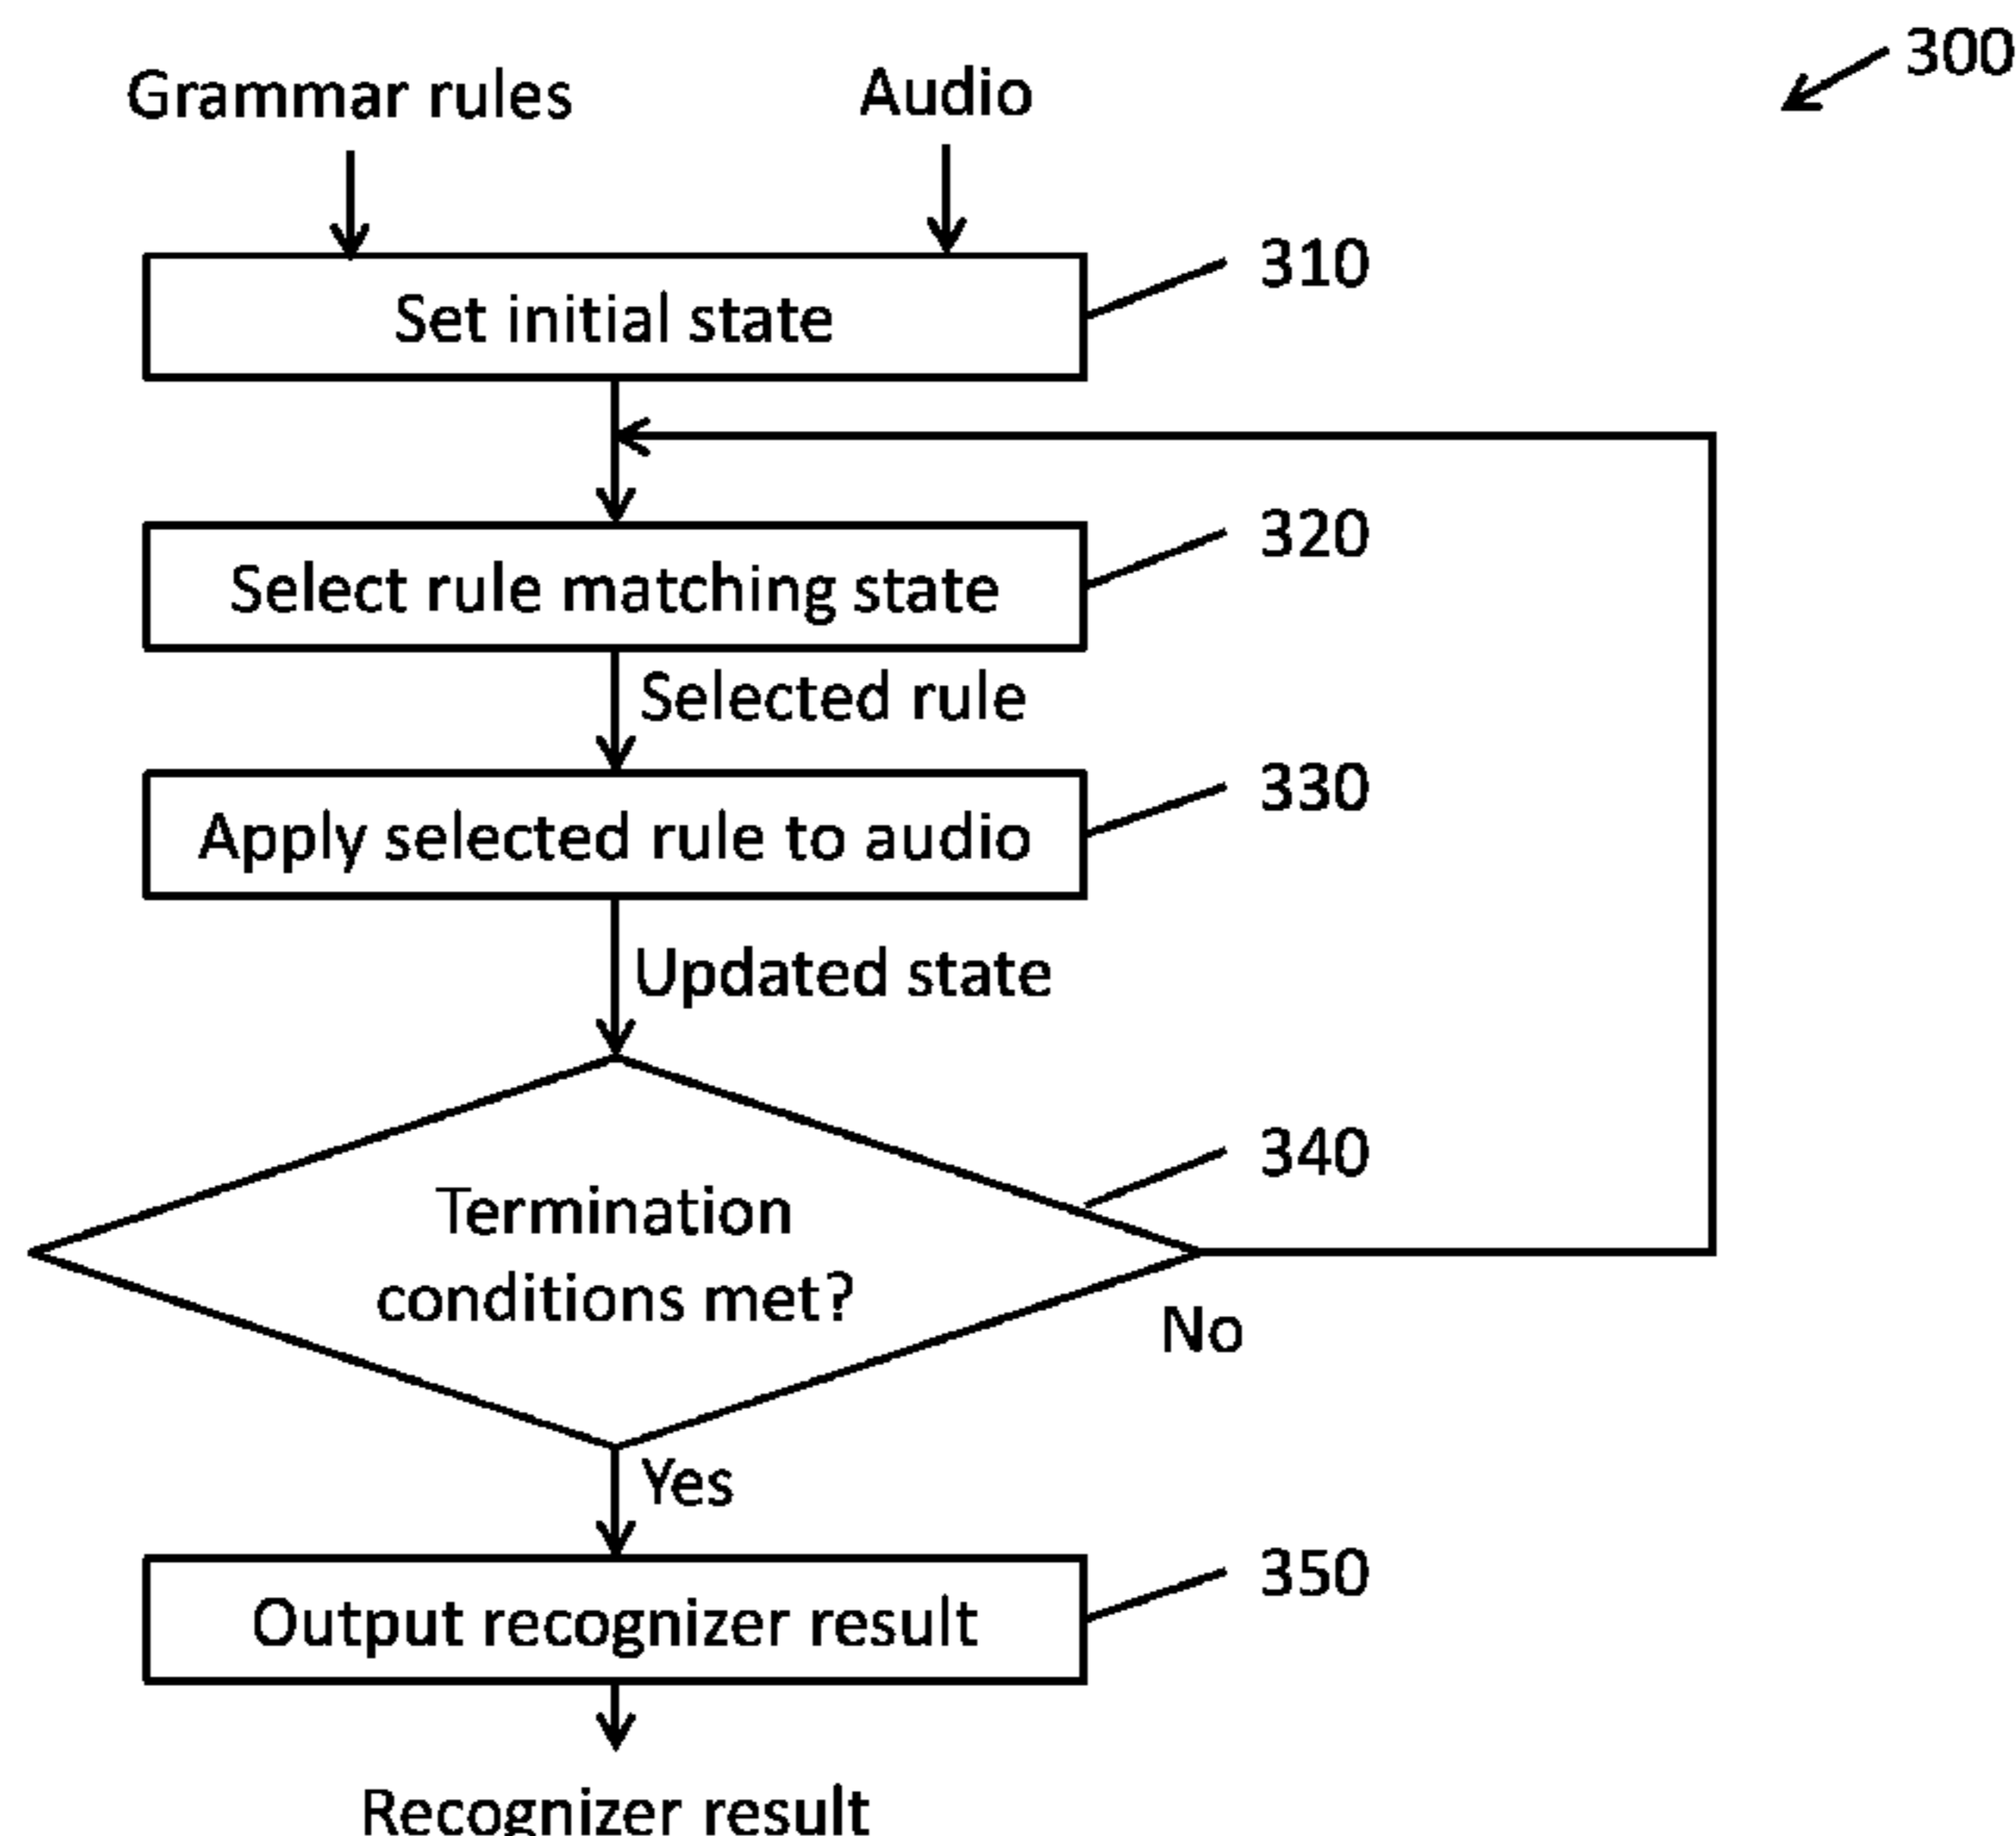 300
Grammar rules
Audio
Set initial state
310
Select rule matching state
320
Selected rule
Apply selected rule to audio
330
Updated state
Termination
conditions met?
340
No
Yes
Output recognizer result
350
Recognizer result